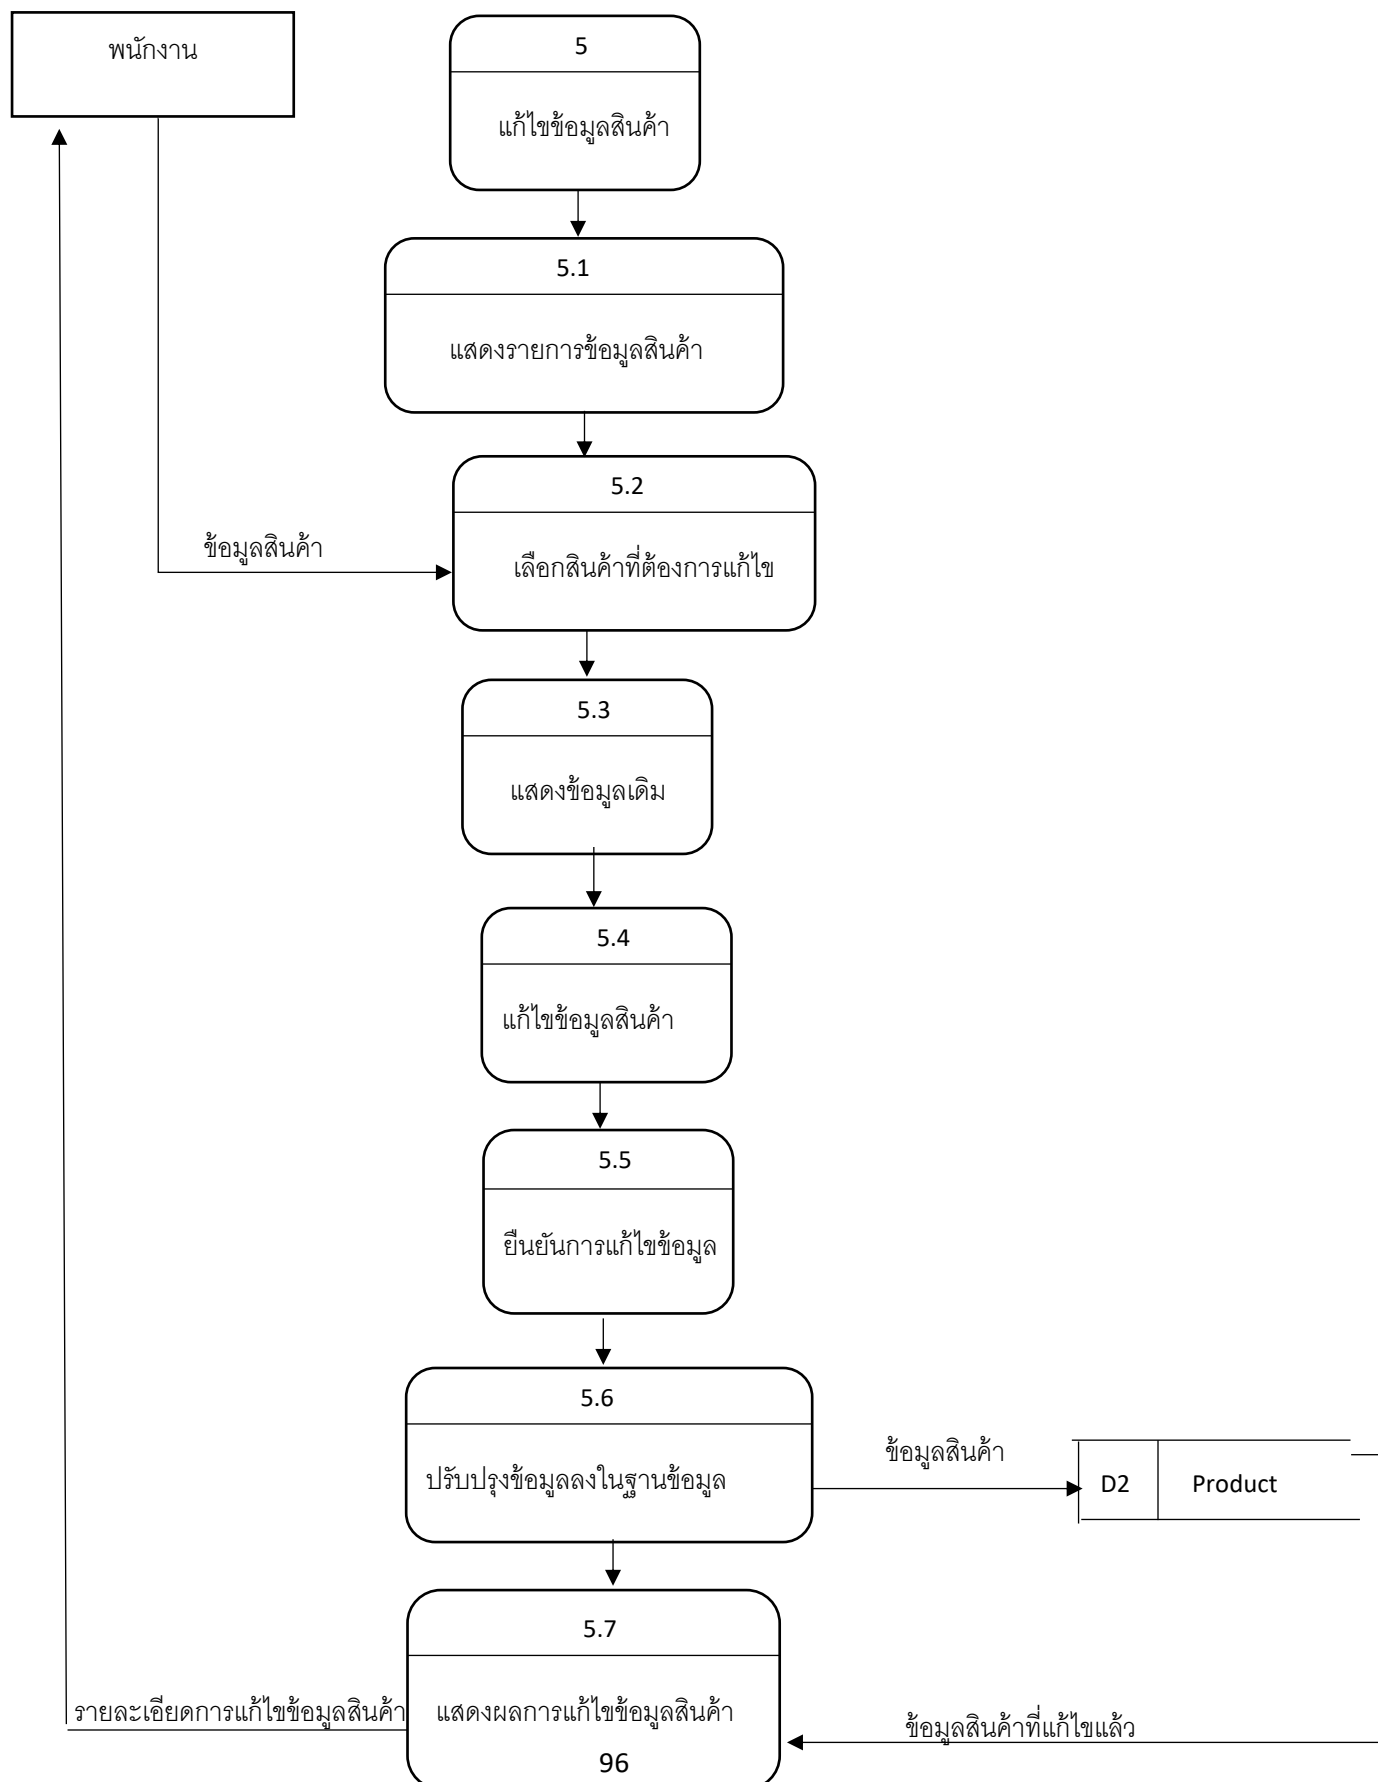 พนักงาน
5
แก้ไขข้อมูลสินค้า
5.1
แสดงรายการข้อมูลสินค้า
5.2
ข้อมูลสินค้า
เลือกสินค้าที่ต้องการแก้ไข
5.3
แสดงข้อมูลเดิม
5.4
แก้ไขข้อมูลสินค้า
5.5
ยืนยันการแก้ไขข้อมูล
5.6
ปรับปรุงข้อมูลลงในฐานข้อมูล
ข้อมูลสินค้า
D2 Product
5.7
รายละเอียดการแก้ไขข้อมูลสินค้า
แสดงผลการแก้ไขข้อมูลสินค้า
ข้อมูลสินค้าที่แก้ไขแล้ว
96